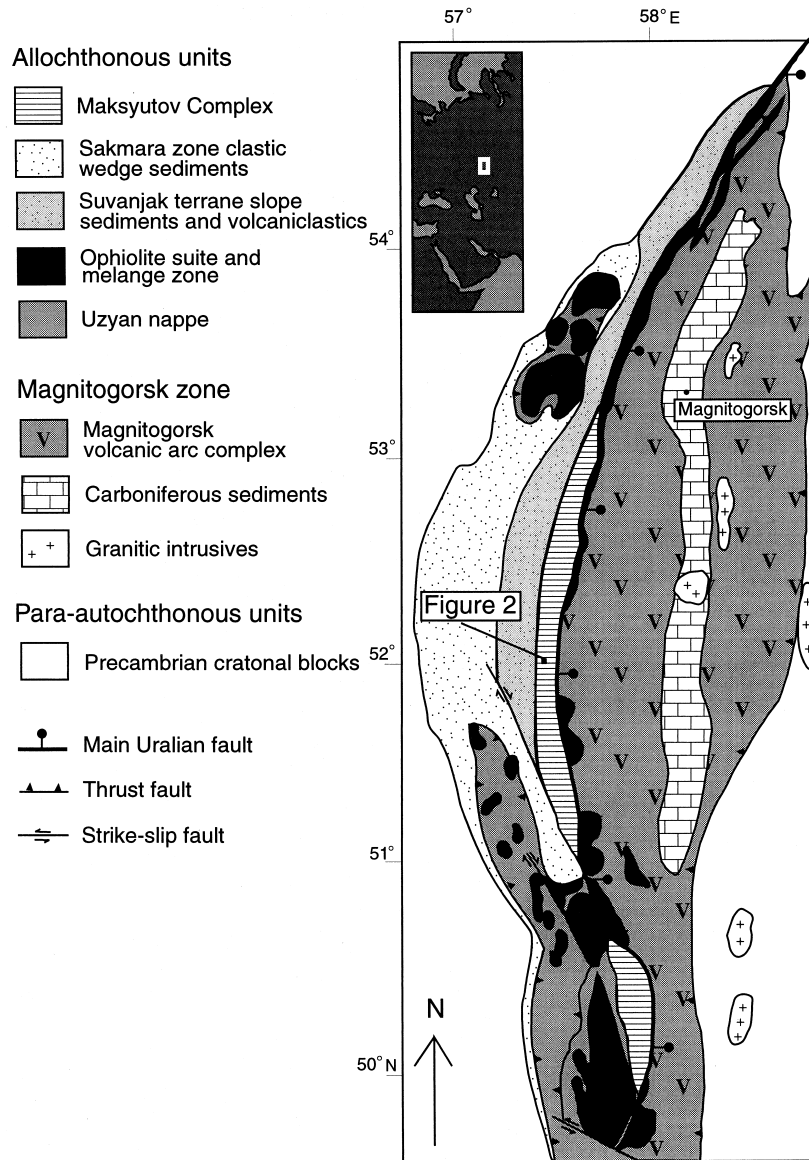 57°
58° E
Allochthonous units
Maksyutov Complex
Sakmara zone clastic
wedge sediments
Suvanjak terrane slope
sediments and volcaniclastics
Ophiolite suite and
melange zone
Uzyan nappe
Magnitogorsk zone
V
Magnitogorsk
volcanic arc complex
Carboniferous sediments
Granitic intrusives
Para-autochthonous units
Precambrian cratonal blocks
Main Uralian fault
Thrust fault
Strike-slip fault
54°
53°
52°
51°
50° N
N
Magnitogorsk
Figure 2